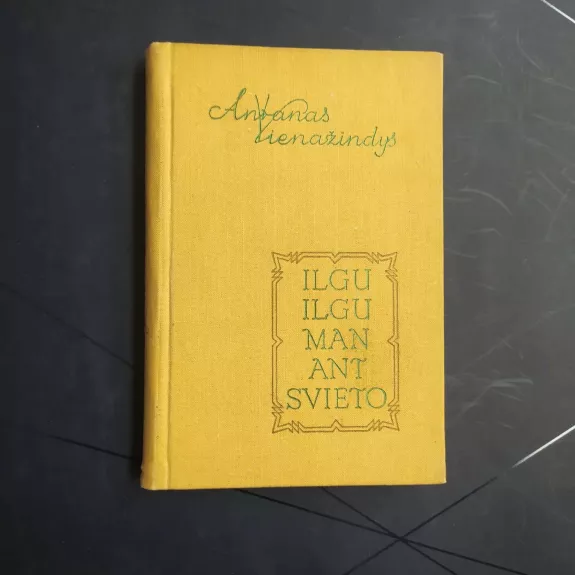 Antanas
Vienažindys
ILGU
ILGU
MAN
ANT
SVIETO